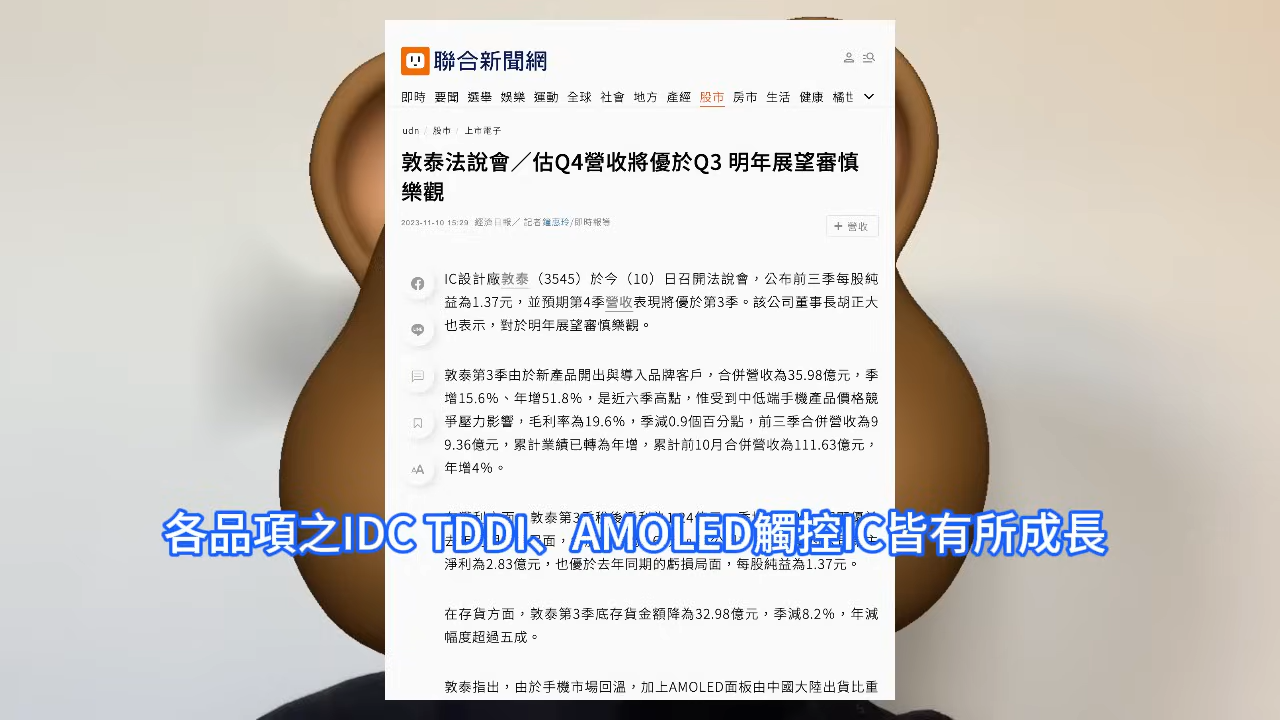 聯合新聞網
即時 要聞 選舉 娛樂 運動 全球 社會 地方 產經 股市 房市 生活 健康 橘世
udn / 股市 / 上市電子
敦泰法說會／估Q4營收將優於Q3 明年展望審慎
樂觀
2023-11-10 15:29 經濟日報／ 記者鐘惠玲/即時報導
+ 營收
IC設計廠敦泰（3545）於今（10）日召開法說會，公布前三季每股純
益為1.37元，並預期第4季營收表現將優於第3季。該公司董事長胡正大
也表示，對於明年展望審慎樂觀。
敦泰第3季由於新產品開出與導入品牌客戶，合併營收為35.98億元，季
增15.6%、年增51.8%，是近六季高點，惟受到中低端手機產品價格競
爭壓力影響，毛利率為19.6%，季減0.9個百分點，前三季合併營收為9
9.36億元，累計業績已轉為年增，累計前10月合併營收為111.63億元，
年增4%。
各品項之IDC TDDI、AMOLED觸控IC皆有所成長
淨利為2.83億元，也優於去年同期的虧損局面，每股純益為1.37元。
在存貨方面，敦泰第3季底存貨金額降為32.98億元，季減8.2%，年減
幅度超過五成。
敦泰指出，由於手機市場回溫，加上AMOLED面板由中國大陸出貨比重